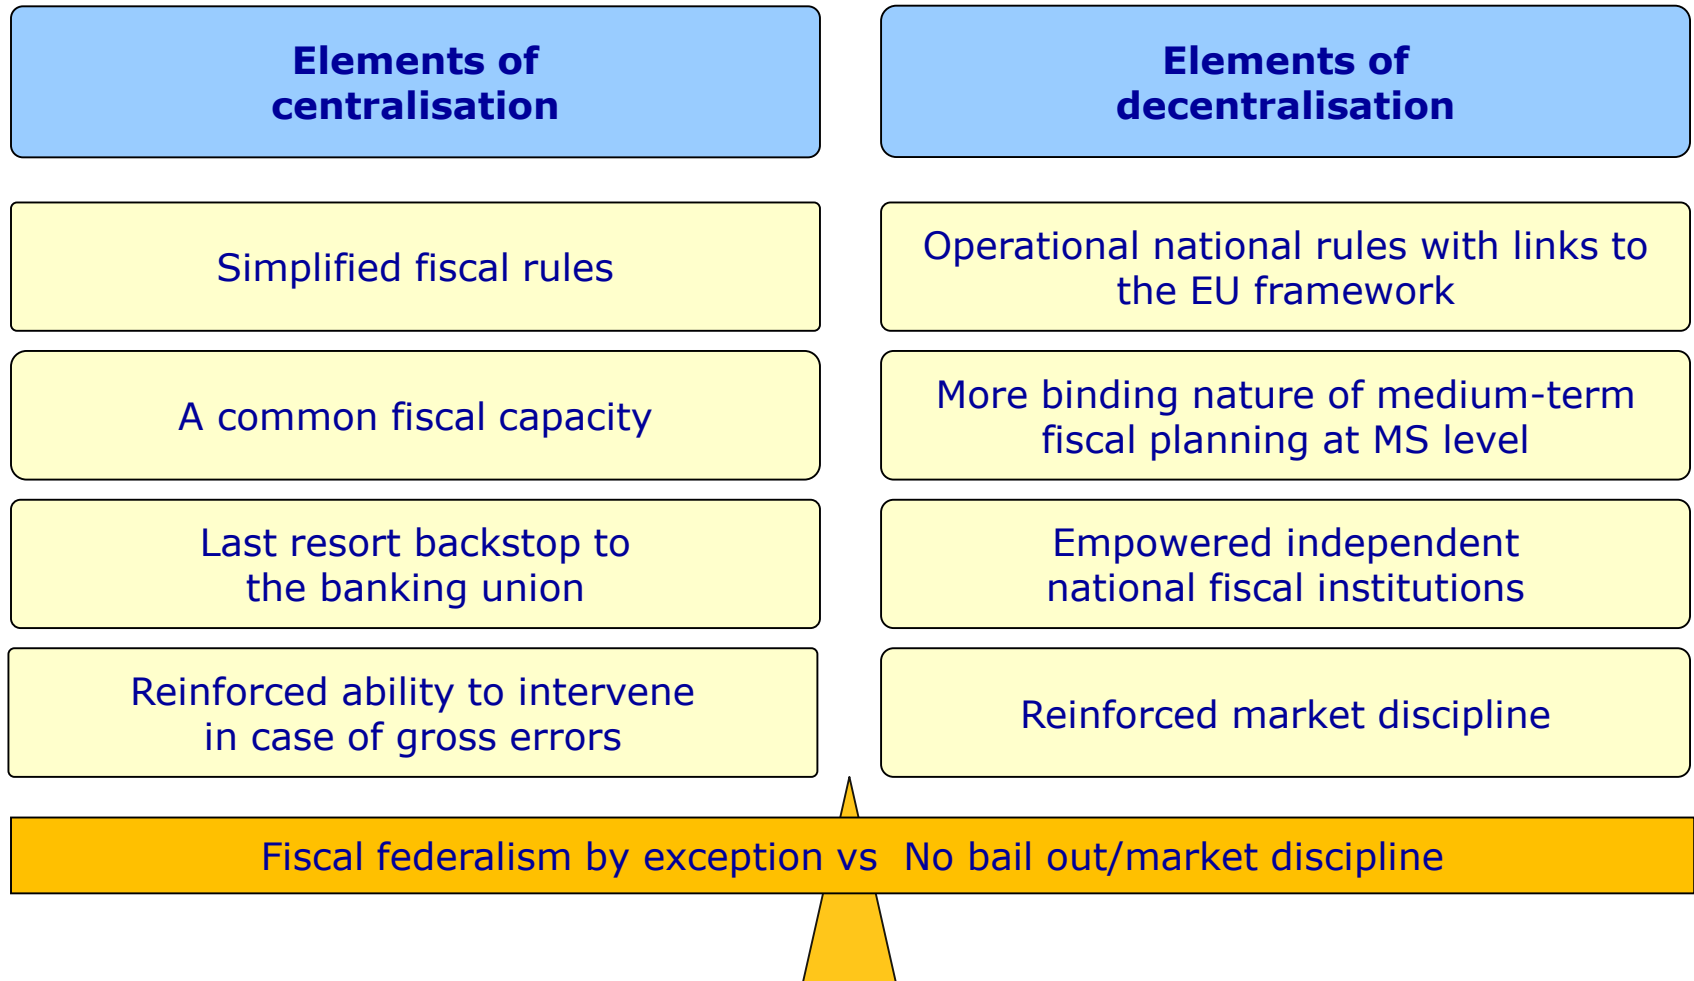 Elements of
centralisation
Simplified fiscal rules
A common fiscal capacity
Last resort backstop to
the banking union
Reinforced ability to intervene
in case of gross errors
Elements of
decentralisation
Operational national rules with links to
the EU framework
More binding nature of medium-term
fiscal planning at MS level
Empowered independent
national fiscal institutions
Reinforced market discipline
Fiscal federalism by exception vs  No bail out/market discipline